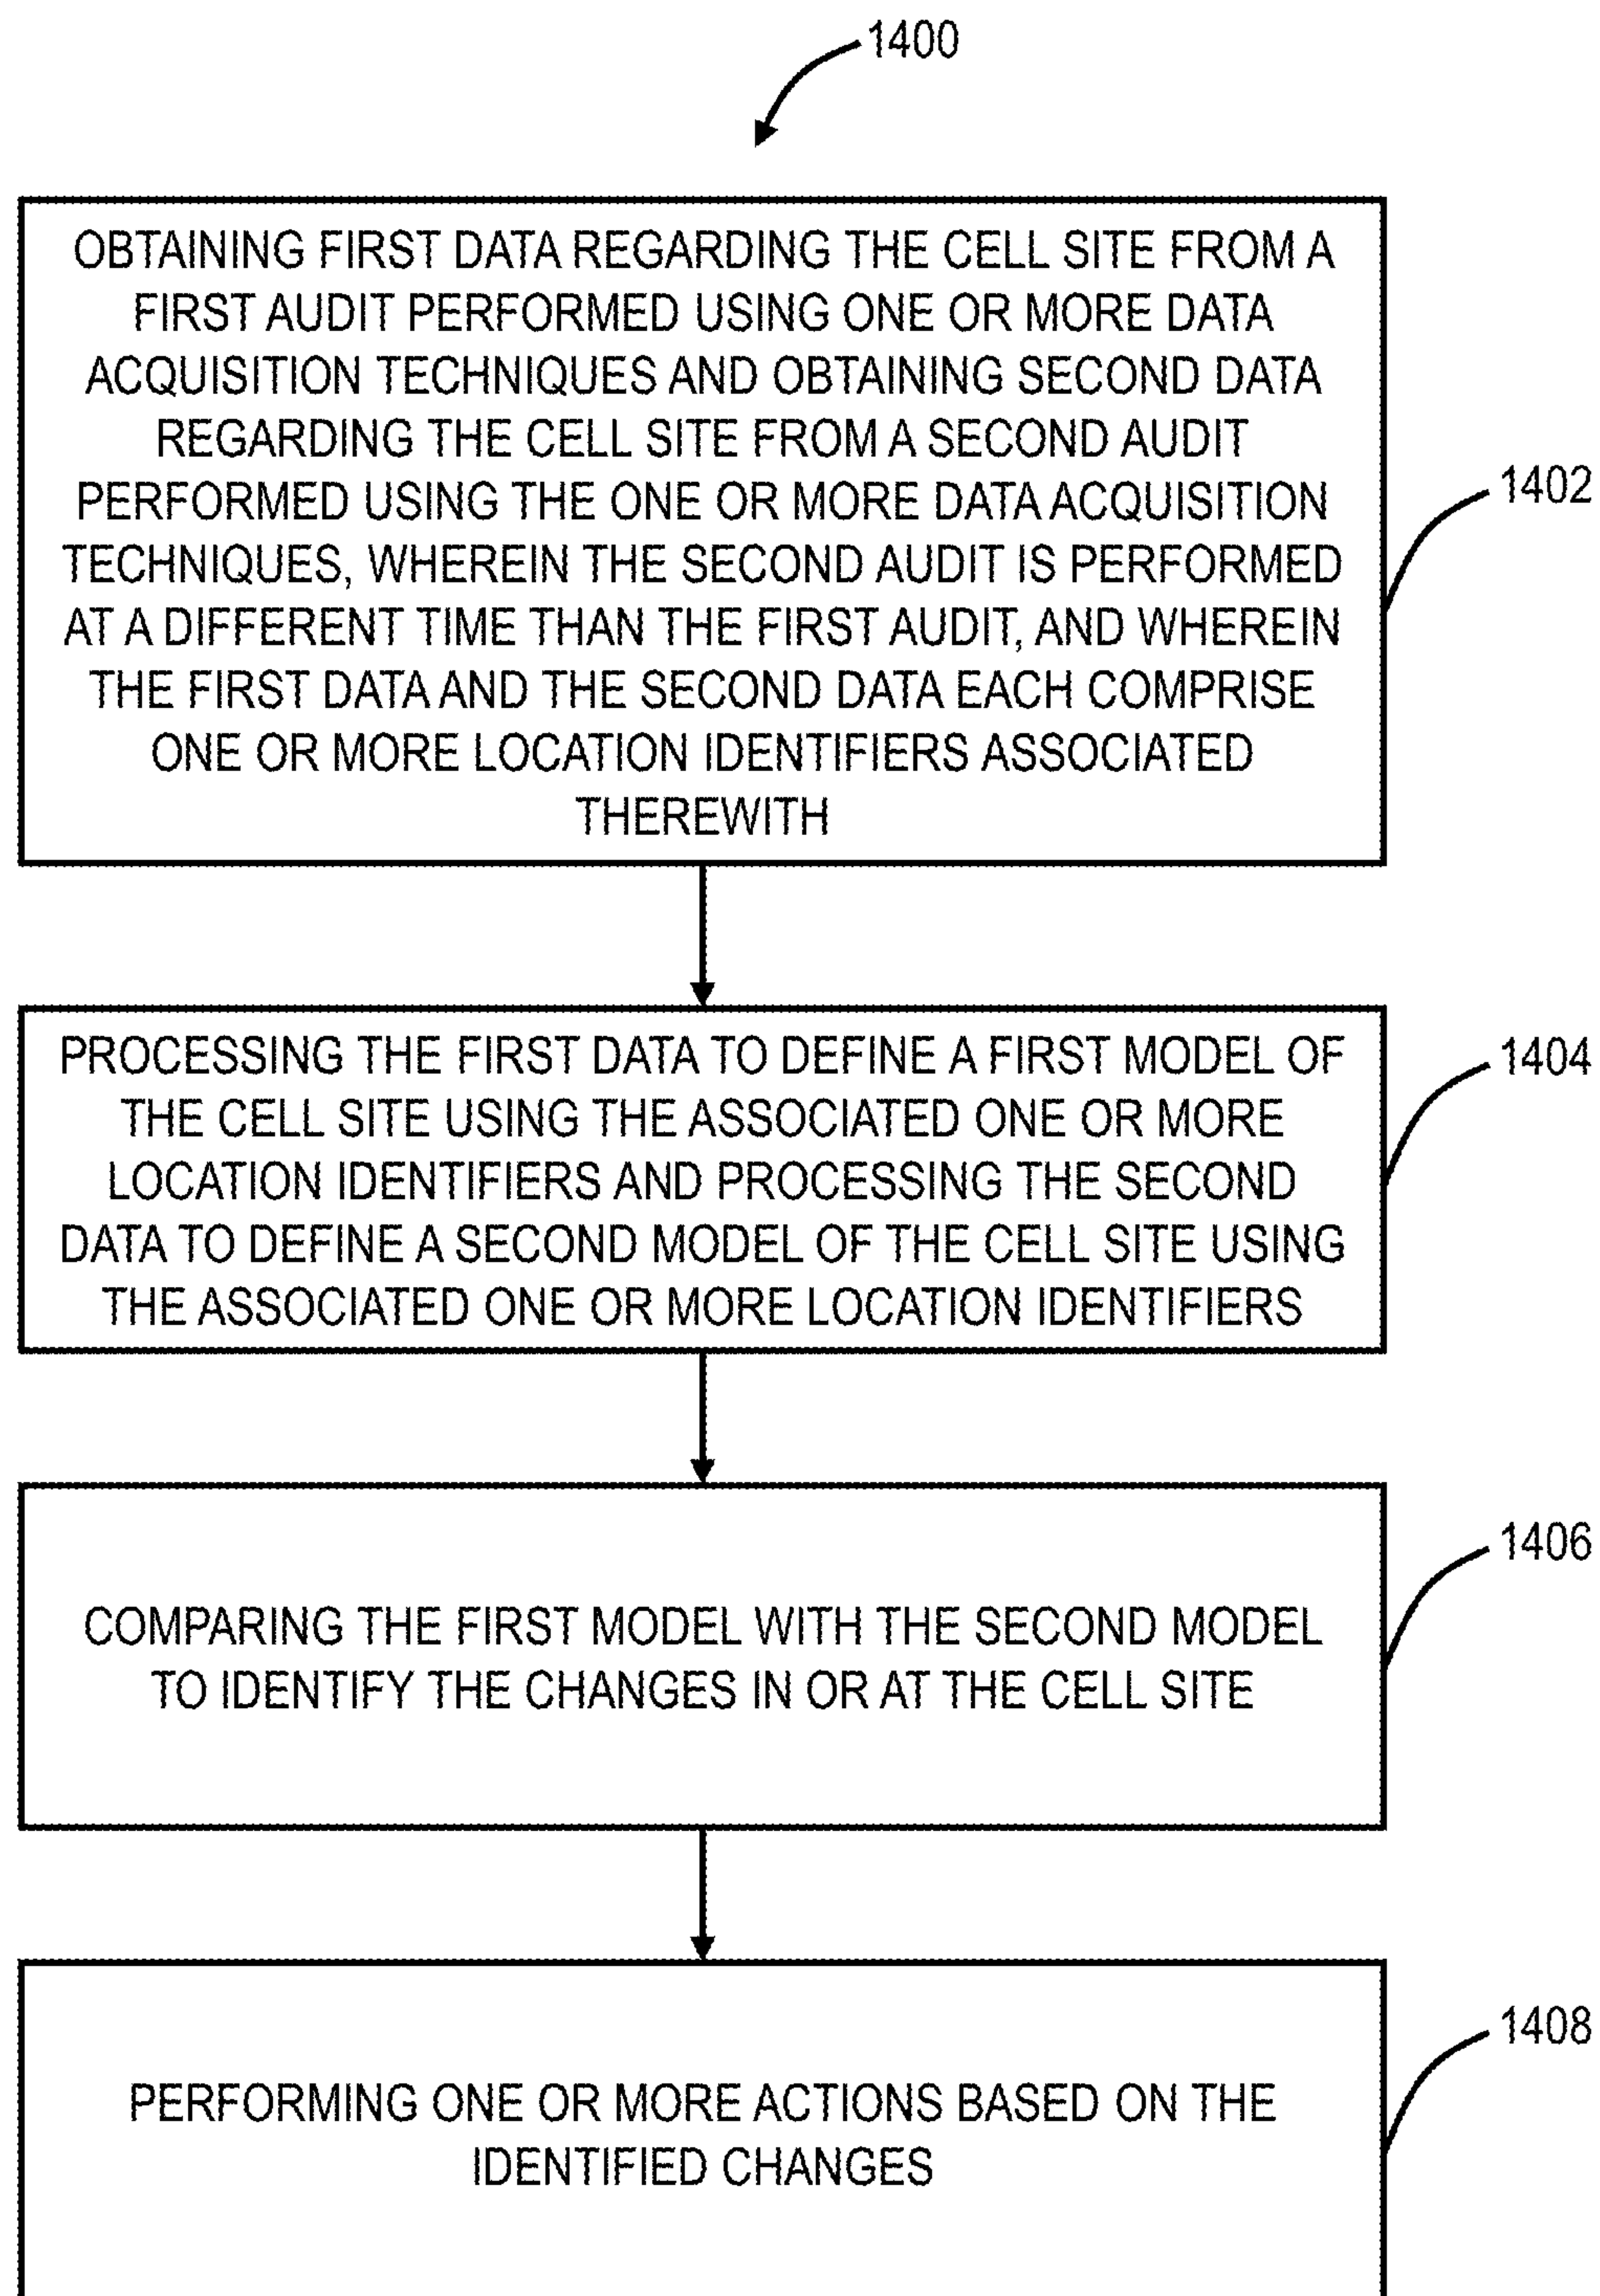 1400
OBTAINING FIRST DATA REGARDING THE CELL SITE FROM A
FIRST AUDIT PERFORMED USING ONE OR MORE DATA
ACQUISITION TECHNIQUES AND OBTAINING SECOND DATA
REGARDING THE CELL SITE FROM A SECOND AUDIT
PERFORMED USING THE ONE OR MORE DATA ACQUISITION
TECHNIQUES, WHEREIN THE SECOND AUDIT IS PERFORMED
AT A DIFFERENT TIME THAN THE FIRST AUDIT, AND WHEREIN
THE FIRST DATA AND THE SECOND DATA EACH COMPRISE
ONE OR MORE LOCATION IDENTIFIERS ASSOCIATED
THEREWITH
1402
PROCESSING THE FIRST DATA TO DEFINE A FIRST MODEL OF
THE CELL SITE USING THE ASSOCIATED ONE OR MORE
LOCATION IDENTIFIERS AND PROCESSING THE SECOND
DATA TO DEFINE A SECOND MODEL OF THE CELL SITE USING
THE ASSOCIATED ONE OR MORE LOCATION IDENTIFIERS
1404
COMPARING THE FIRST MODEL WITH THE SECOND MODEL
TO IDENTIFY THE CHANGES IN OR AT THE CELL SITE
1406
PERFORMING ONE OR MORE ACTIONS BASED ON THE
IDENTIFIED CHANGES
1408